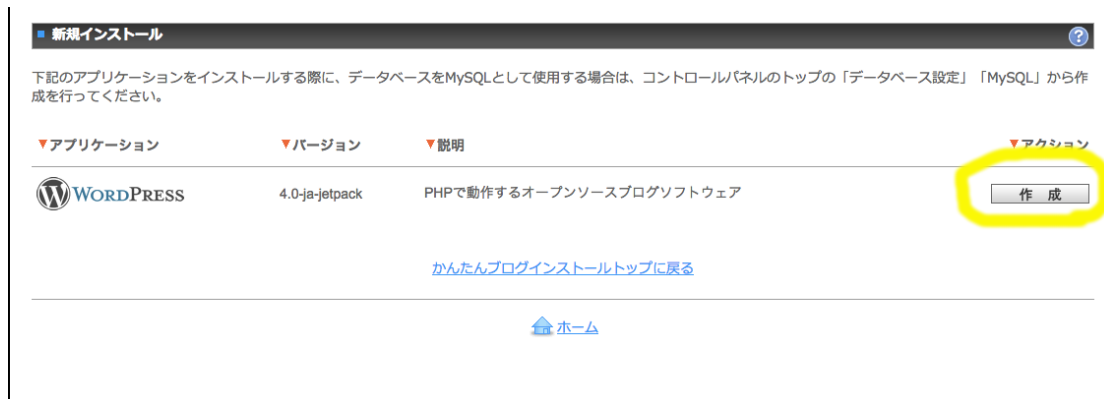 新規インストール
下記のアプリケーションをインストールする際に、データベースをMySQLとして使用する場合は、コントロールパネルのトップの「データベース設定」「MySQL」から作
成を行ってください。
▼アプリケーション ▼バージョン ▼説明 ▼アクション
WORDPRESS 4.0-ja-jetpack PHPで動作するオープンソースブログソフトウェア 作 成
かんたんブログインストールトップに戻る
ホーム